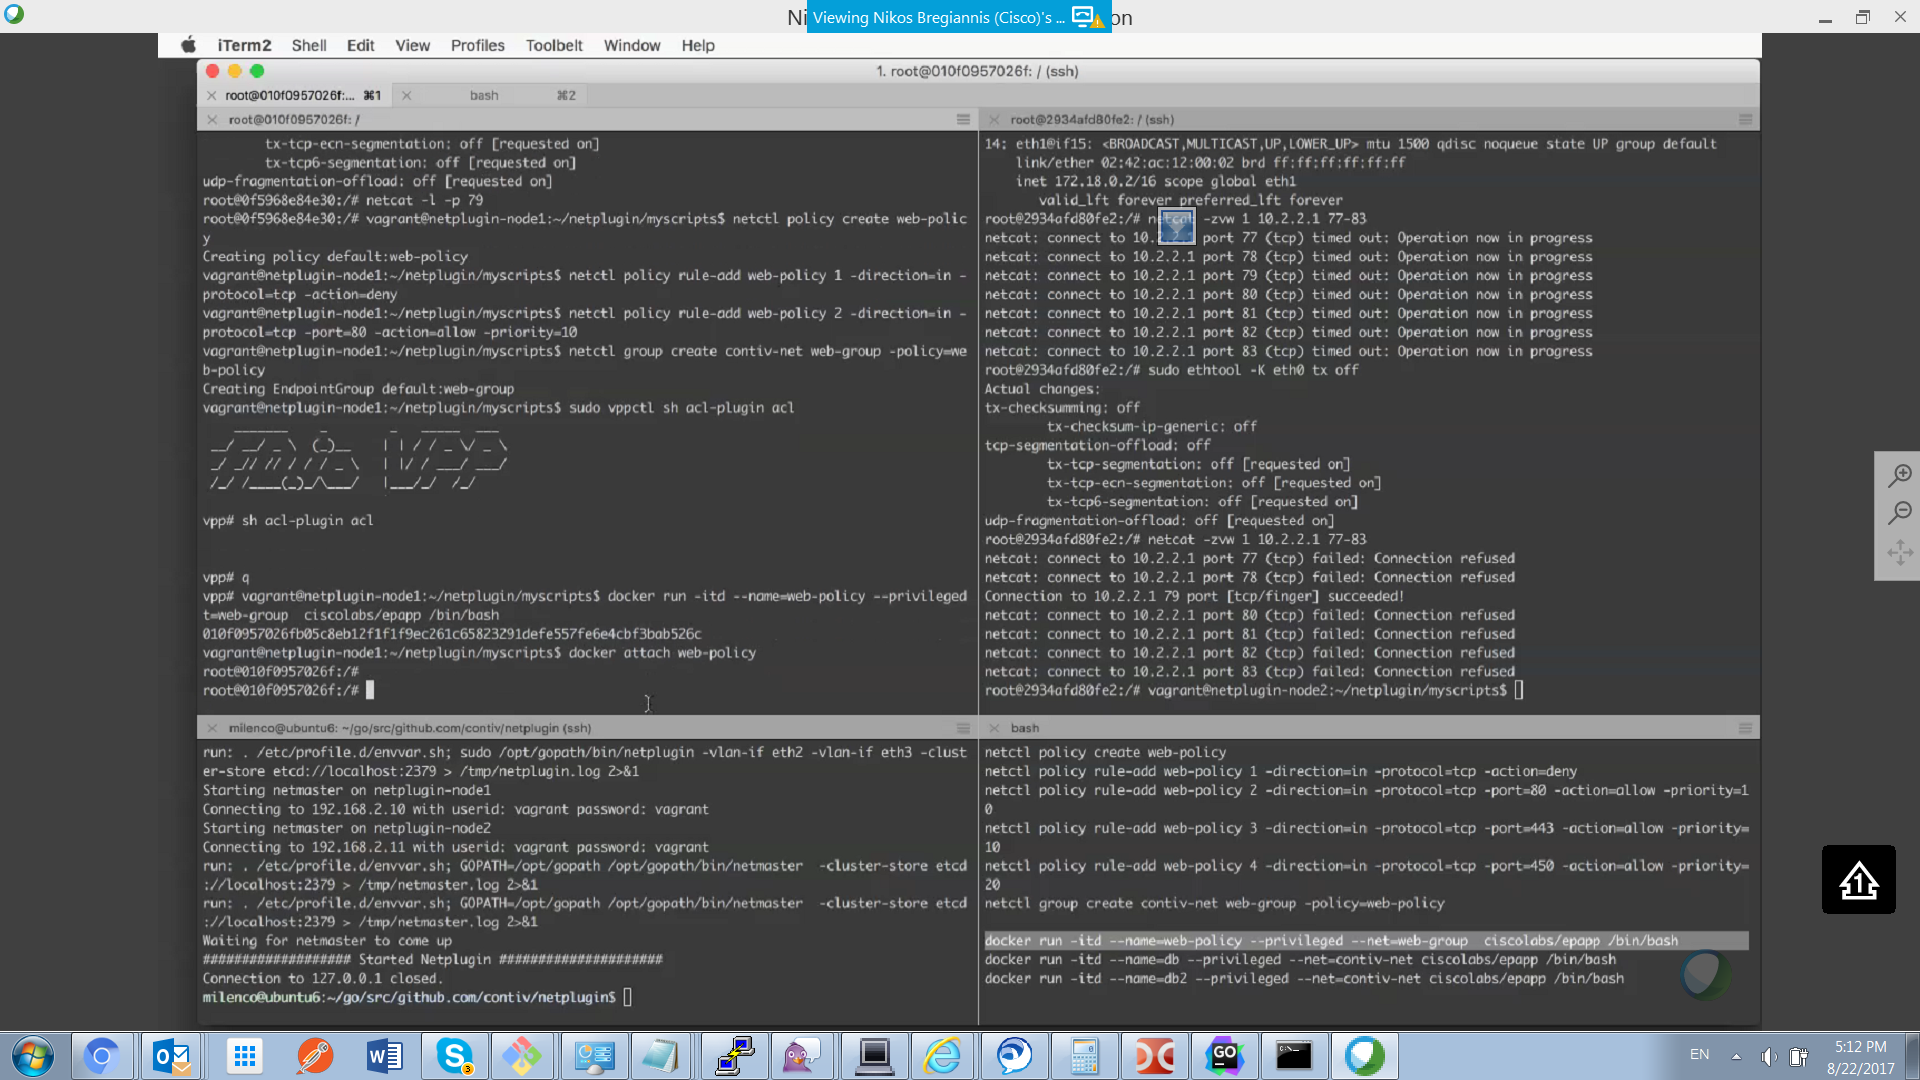 Ni
Viewing Nikos Bregiannis (Cisco)'s ...
on
iTerm2 Shell Edit View Profiles Toolbelt Window Help
1. root@010f0957026f: / (ssh)
root@010f0957026f:... ⌘1
bash ⌘2
root@010f0957026f: /
tx-tcp-ecn-segmentation: off [requested on]
tx-tcp6-segmentation: off [requested on]
udp-fragmentation-offload: off [requested on]
root@0f5968e84e30:/# netcat -l -p 79
root@0f5968e84e30:/# vagrant@netplugin-node1:~/netplugin/myscripts$ netctl policy create web-polic
y
Creating policy default:web-policy
vagrant@netplugin-node1:~/netplugin/myscripts$ netctl policy rule-add web-policy 1 -direction=in -
protocol=tcp -action=deny
vagrant@netplugin-node1:~/netplugin/myscripts$ netctl policy rule-add web-policy 2 -direction=in -
protocol=tcp -port=80 -action=allow -priority=10
vagrant@netplugin-node1:~/netplugin/myscripts$ netctl group create contiv-net web-group -policy=we
b-policy
Creating EndpointGroup default:web-group
vagrant@netplugin-node1:~/netplugin/myscripts$ sudo vppctl sh acl-plugin acl
vpp# sh acl-plugin acl
vpp# q
vpp# vagrant@netplugin-node1:~/netplugin/myscripts$ docker run -itd --name=web-policy --privileged
t=web-group  ciscolabs/epapp /bin/bash
010f0957026fb05c8eb12f1f1f9ec261c65823291defe557fe6e4cbf3bab526c
vagrant@netplugin-node1:~/netplugin/myscripts$ docker attach web-policy
root@010f0957026f:/#
root@010f0957026f:/#
root@2934afd80fe2: / (ssh)
14: eth1@if15: <BROADCAST,MULTICAST,UP,LOWER_UP> mtu 1500 qdisc noqueue state UP group default
link/ether 02:42:ac:12:00:02 brd ff:ff:ff:ff:ff:ff
inet 172.18.0.2/16 scope global eth1
valid_lft forever preferred_lft forever
root@2934afd80fe2:/# netcat -zvw 1 10.2.2.1 77-83
netcat: connect to 10.2.2.1 port 77 (tcp) timed out: Operation now in progress
netcat: connect to 10.2.2.1 port 78 (tcp) timed out: Operation now in progress
netcat: connect to 10.2.2.1 port 79 (tcp) timed out: Operation now in progress
netcat: connect to 10.2.2.1 port 80 (tcp) timed out: Operation now in progress
netcat: connect to 10.2.2.1 port 81 (tcp) timed out: Operation now in progress
netcat: connect to 10.2.2.1 port 82 (tcp) timed out: Operation now in progress
netcat: connect to 10.2.2.1 port 83 (tcp) timed out: Operation now in progress
root@2934afd80fe2:/# sudo ethtool -K eth0 tx off
Actual changes:
tx-checksumming: off
tx-checksum-ip-generic: off
tcp-segmentation-offload: off
tx-tcp-segmentation: off [requested on]
tx-tcp-ecn-segmentation: off [requested on]
tx-tcp6-segmentation: off [requested on]
udp-fragmentation-offload: off [requested on]
root@2934afd80fe2:/# netcat -zvw 1 10.2.2.1 77-83
netcat: connect to 10.2.2.1 port 77 (tcp) failed: Connection refused
netcat: connect to 10.2.2.1 port 78 (tcp) failed: Connection refused
Connection to 10.2.2.1 79 port [tcp/finger] succeeded!
netcat: connect to 10.2.2.1 port 80 (tcp) failed: Connection refused
netcat: connect to 10.2.2.1 port 81 (tcp) failed: Connection refused
netcat: connect to 10.2.2.1 port 82 (tcp) failed: Connection refused
netcat: connect to 10.2.2.1 port 83 (tcp) failed: Connection refused
root@2934afd80fe2:/# vagrant@netplugin-node2:~/netplugin/myscripts$
milenco@ubuntu6: ~/go/src/github.com/contiv/netplugin (ssh)
run: . /etc/profile.d/envvar.sh; sudo /opt/gopath/bin/netplugin -vlan-if eth2 -vlan-if eth3 -clust
er-store etcd://localhost:2379 > /tmp/netplugin.log 2>&1
Starting netmaster on netplugin-node1
Connecting to 192.168.2.10 with userid: vagrant password: vagrant
Starting netmaster on netplugin-node2
Connecting to 192.168.2.11 with userid: vagrant password: vagrant
run: . /etc/profile.d/envvar.sh; GOPATH=/opt/gopath /opt/gopath/bin/netmaster  -cluster-store etcd
://localhost:2379 > /tmp/netmaster.log 2>&1
run: . /etc/profile.d/envvar.sh; GOPATH=/opt/gopath /opt/gopath/bin/netmaster  -cluster-store etcd
://localhost:2379 > /tmp/netmaster.log 2>&1
Waiting for netmaster to come up
################### Started Netplugin #####################
Connection to 127.0.0.1 closed.
milenco@ubuntu6:~/go/src/github.com/contiv/netplugin$
bash
netctl policy create web-policy
netctl policy rule-add web-policy 1 -direction=in -protocol=tcp -action=deny
netctl policy rule-add web-policy 2 -direction=in -protocol=tcp -port=80 -action=allow -priority=1
0
netctl policy rule-add web-policy 3 -direction=in -protocol=tcp -port=443 -action=allow -priority=
10
netctl policy rule-add web-policy 4 -direction=in -protocol=tcp -port=450 -action=allow -priority=
20
netctl group create contiv-net web-group -policy=web-policy
docker run -itd --name=web-policy --privileged --net=web-group  ciscolabs/epapp /bin/bash
docker run -itd --name=db --privileged --net=contiv-net ciscolabs/epapp /bin/bash
docker run -itd --name=db2 --privileged --net=contiv-net ciscolabs/epapp /bin/bash
1
3
GO
EN
5:12 PM
8/22/2017